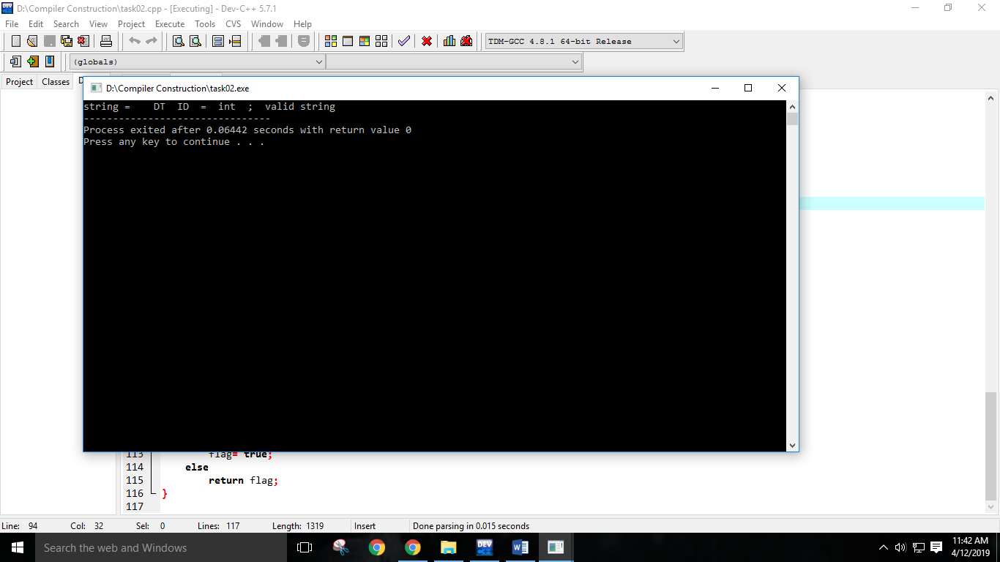 D:\Compiler Construction\task02.cpp - [Executing] - Dev-C++ 5.7.1
File Edit Search View Project Execute Tools CVS Window Help
TDM-GCC 4.8.1 64-bit Release
(globals)
Project Classes D
D:\Compiler Construction\task02.exe
string =    DT  ID  =  int  ;  valid string
--------------------------------
Process exited after 0.06442 seconds with return value 0
Press any key to continue . . .
113 flag= true;
114 else
115 return flag;
116 }
117
Line: 94 Col: 32 Sel: 0 Lines: 117 Length: 1319 Insert Done parsing in 0.015 seconds
Search the web and Windows
11:42 AM
4/12/2019